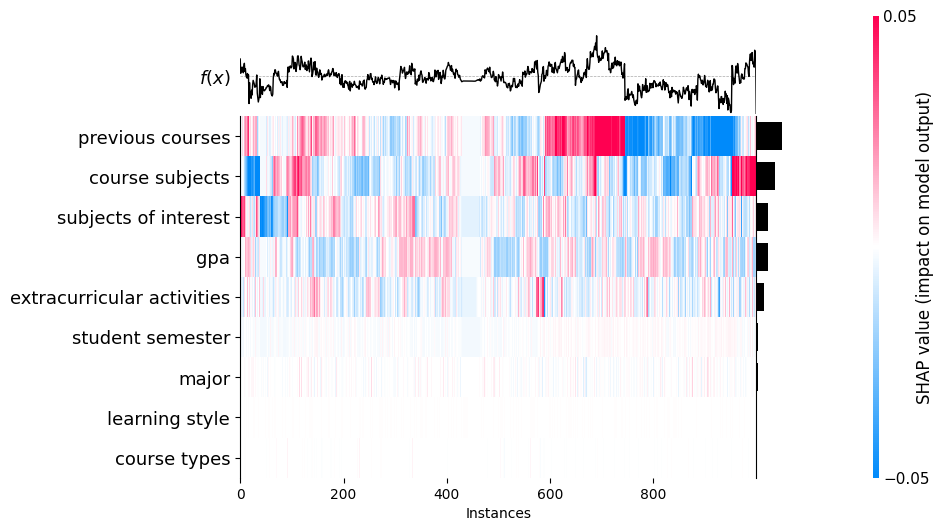 0.05
f(x)
previous courses
course subjects
subjects of interest
gpa
extracurricular activities
student semester
major
learning style
course types
0 200 400 600 800
Instances
SHAP value (impact on model output)
−0.05